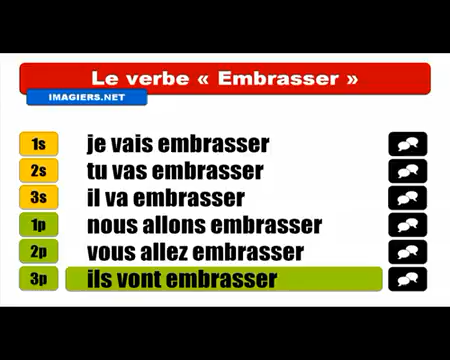 Le verbe « Embrasser »
IMAGIERS.NET
1s je vais embrasser
2s tu vas embrasser
3s il va embrasser
1p nous allons embrasser
2p vous allez embrasser
3p ils vont embrasser